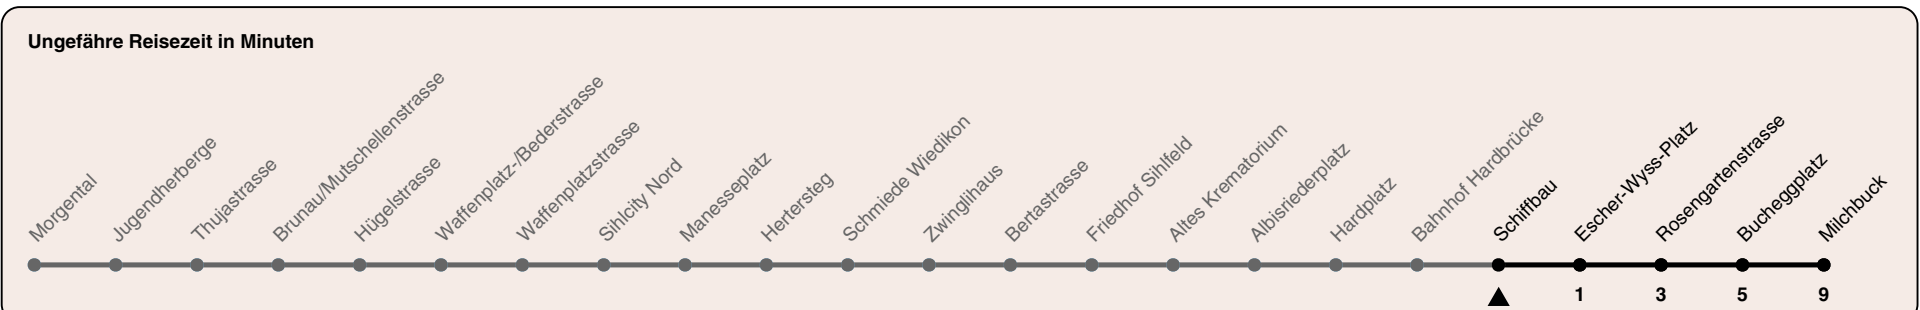 Ungefähre Reisezeit in Minuten
Morgental
Jugendherberge
Thujastrasse
Brunau/Mutschellenstrasse
Hügelstrasse
Waffenplatz-/Bederstrasse
Waffenplatzstrasse
Sihlcity Nord
Manesseplatz
Hertersteg
Schmiede Wiedikon
Zwinglihaus
Bertastrasse
Friedhof Sihlfeld
Altes Krematorium
Albisriederplatz
Hardplatz
Bahnhof Hardbrücke
Schiffbau
Escher-Wyss-Platz
Rosengartenstrasse
Bucheggplatz
Milchbuck
1 3 5 9